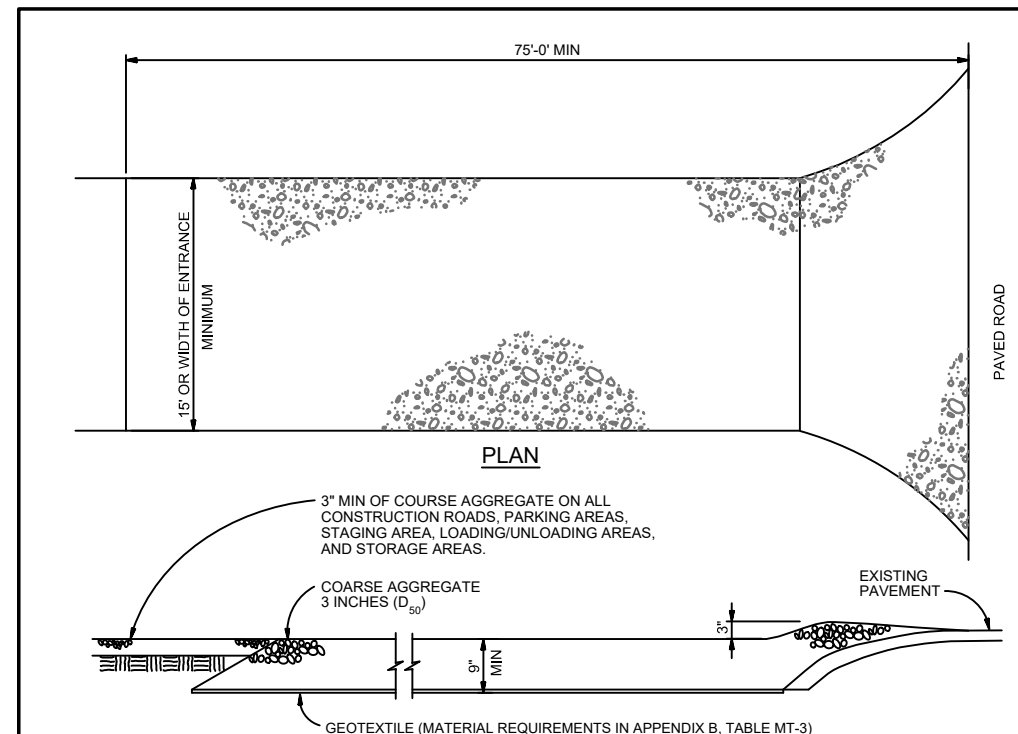 75'-0' MIN
15' OR WIDTH OF ENTRANCE
MINIMUM
PAVED ROAD
PLAN
3" MIN OF COURSE AGGREGATE ON ALL
CONSTRUCTION ROADS, PARKING AREAS,
STAGING AREA, LOADING/UNLOADING AREAS,
AND STORAGE AREAS.
COARSE AGGREGATE
3 INCHES (D50)
EXISTING
PAVEMENT
3"
9"
MIN
GEOTEXTILE (MATERIAL REQUIREMENTS IN APPENDIX B, TABLE MT-3)